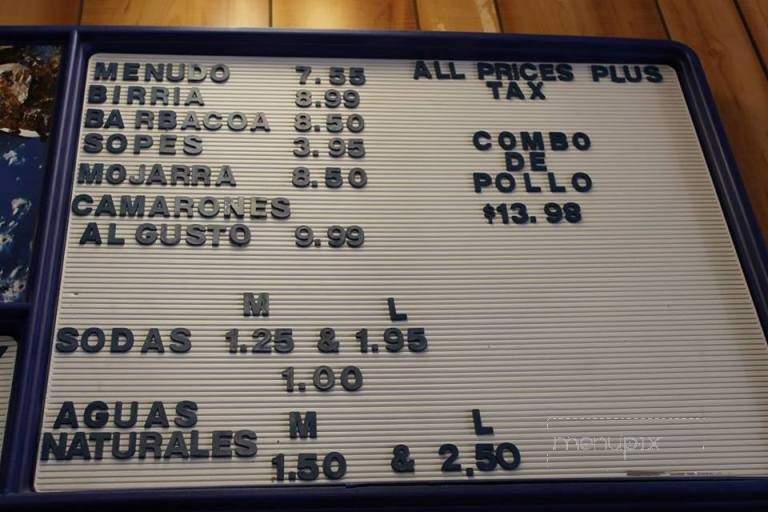 MENUDO 7.55
BIRRIA 8.99
BARBACOA 8.50
SOPES 3.95
MOJARRA 8.50
CAMARONES
AL GUSTO 9.99
ALL PRICES PLUS
TAX
COMBO
DE
POLLO
$13.98
M L
SODAS 1.25 & 1.95
1.00
AGUAS
NATURALES M L
1.50 & 2.50
menupix